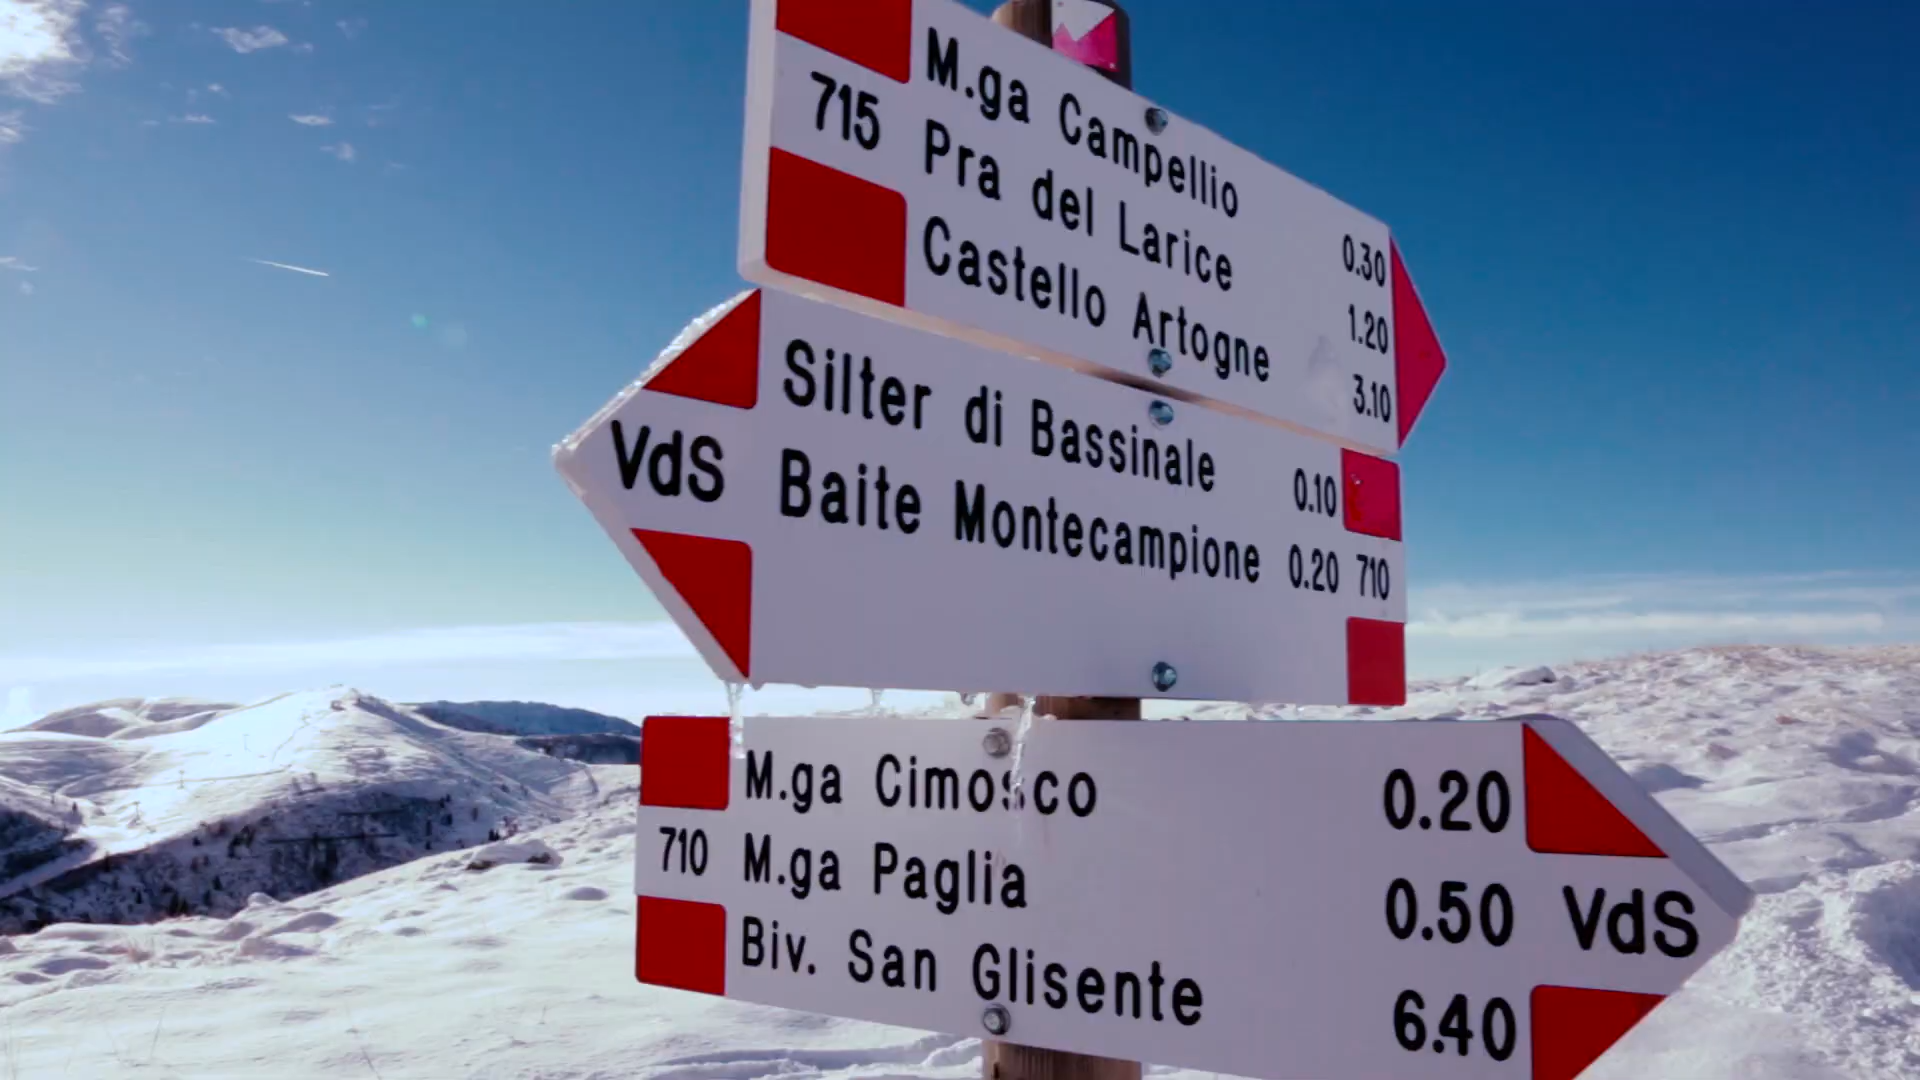 M.ga Campellio 0.30
715 Pra del Larice 1.20
Castello Artogne 3.10
Silter di Bassinale 0.10
VdS Baite Montecampione 0.20 710
M.ga Cimosco 0.20
710 M.ga Paglia 0.50 VdS
Biv. San Glisente 6.40